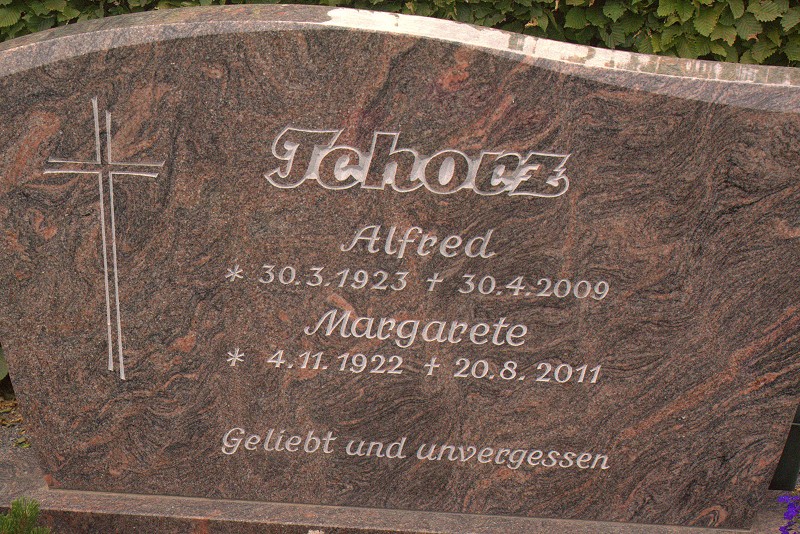 Tchorz
Alfred
* 30.3.1923 † 30.4.2009
Margarete
* 4.11.1922 † 20.8.2011
Geliebt und unvergessen